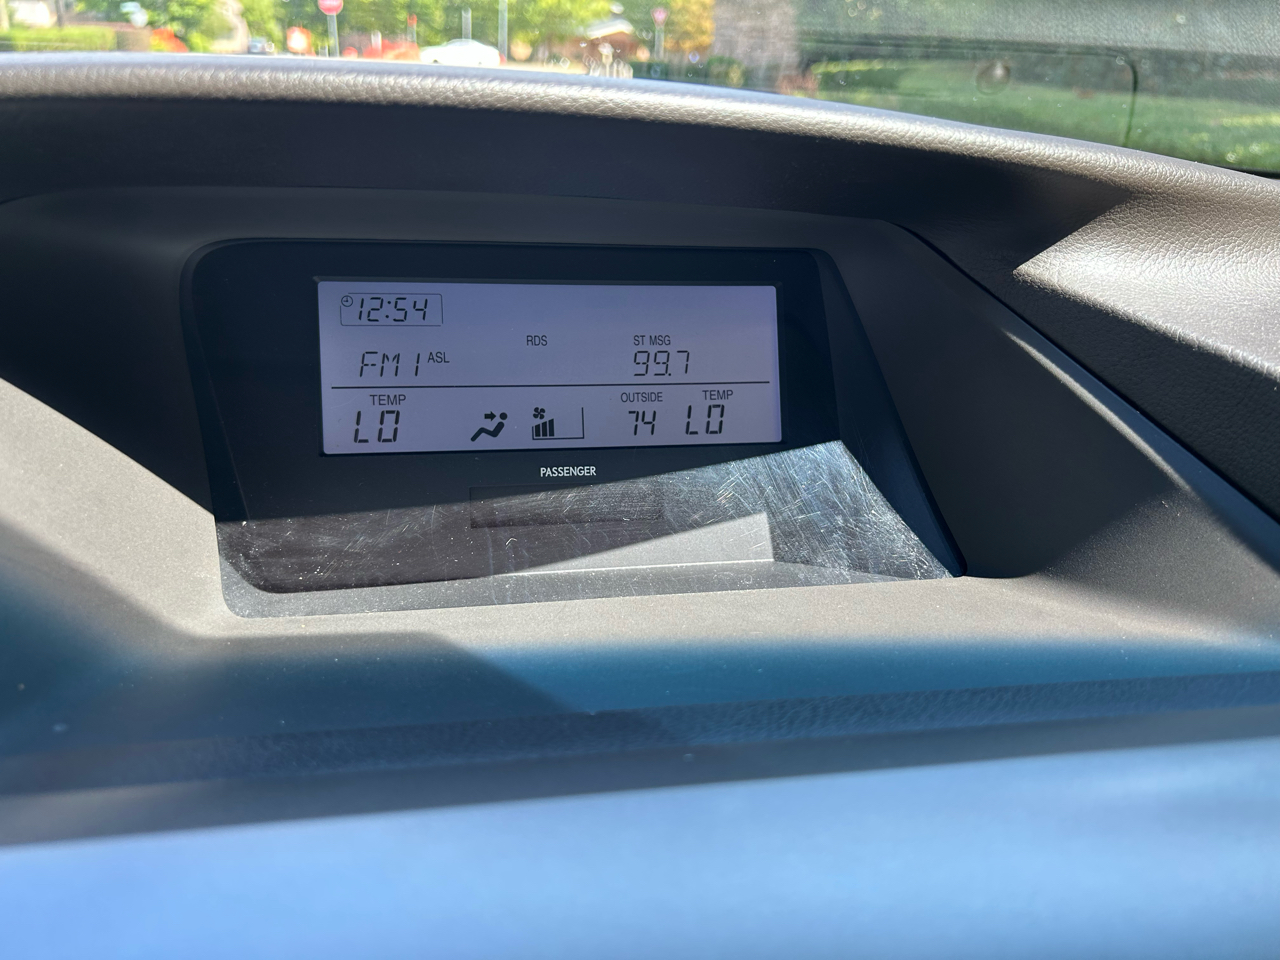 12:54
RDS ST MSG
FM1 ASL 99.7
TEMP OUTSIDE TEMP
LO 74 LO
PASSENGER